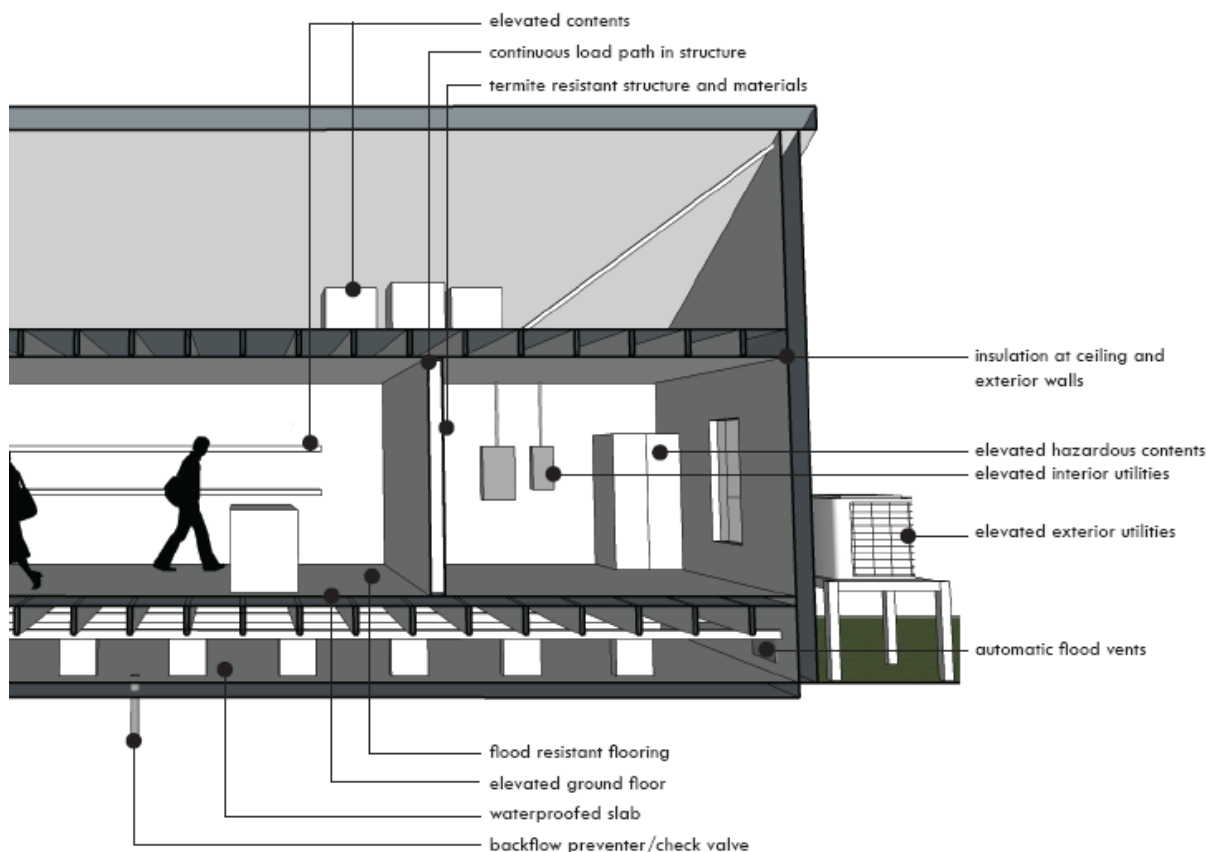 elevated contents
continuous load path in structure
termite resistant structure and materials
insulation at ceiling and
exterior walls
elevated hazardous contents
elevated interior utilities
elevated exterior utilities
automatic flood vents
flood resistant flooring
elevated ground floor
waterproofed slab
backflow preventer/check valve